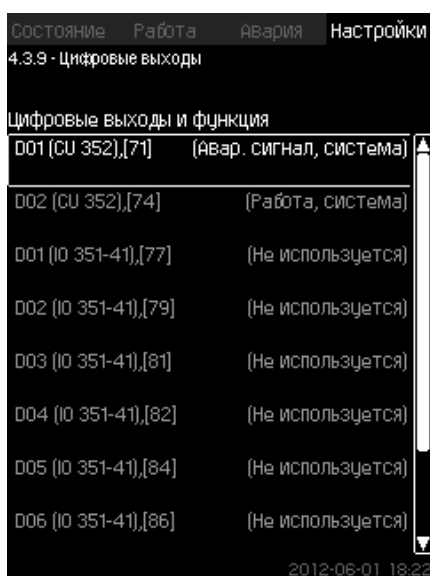 Состояние Работа Авария Настройки
4.3.9 - Цифровые выходы
Цифровые выходы и функция
DO1 (CU 352),[71] (Авар. сигнал, система)
DO2 (CU 352),[74] (Работа, система)
DO1 (IO 351-41),[77] (Не используется)
DO2 (IO 351-41),[79] (Не используется)
DO3 (IO 351-41),[81] (Не используется)
DO4 (IO 351-41),[82] (Не используется)
DO5 (IO 351-41),[84] (Не используется)
DO6 (IO 351-41),[86] (Не используется)
2012-06-01 18:22